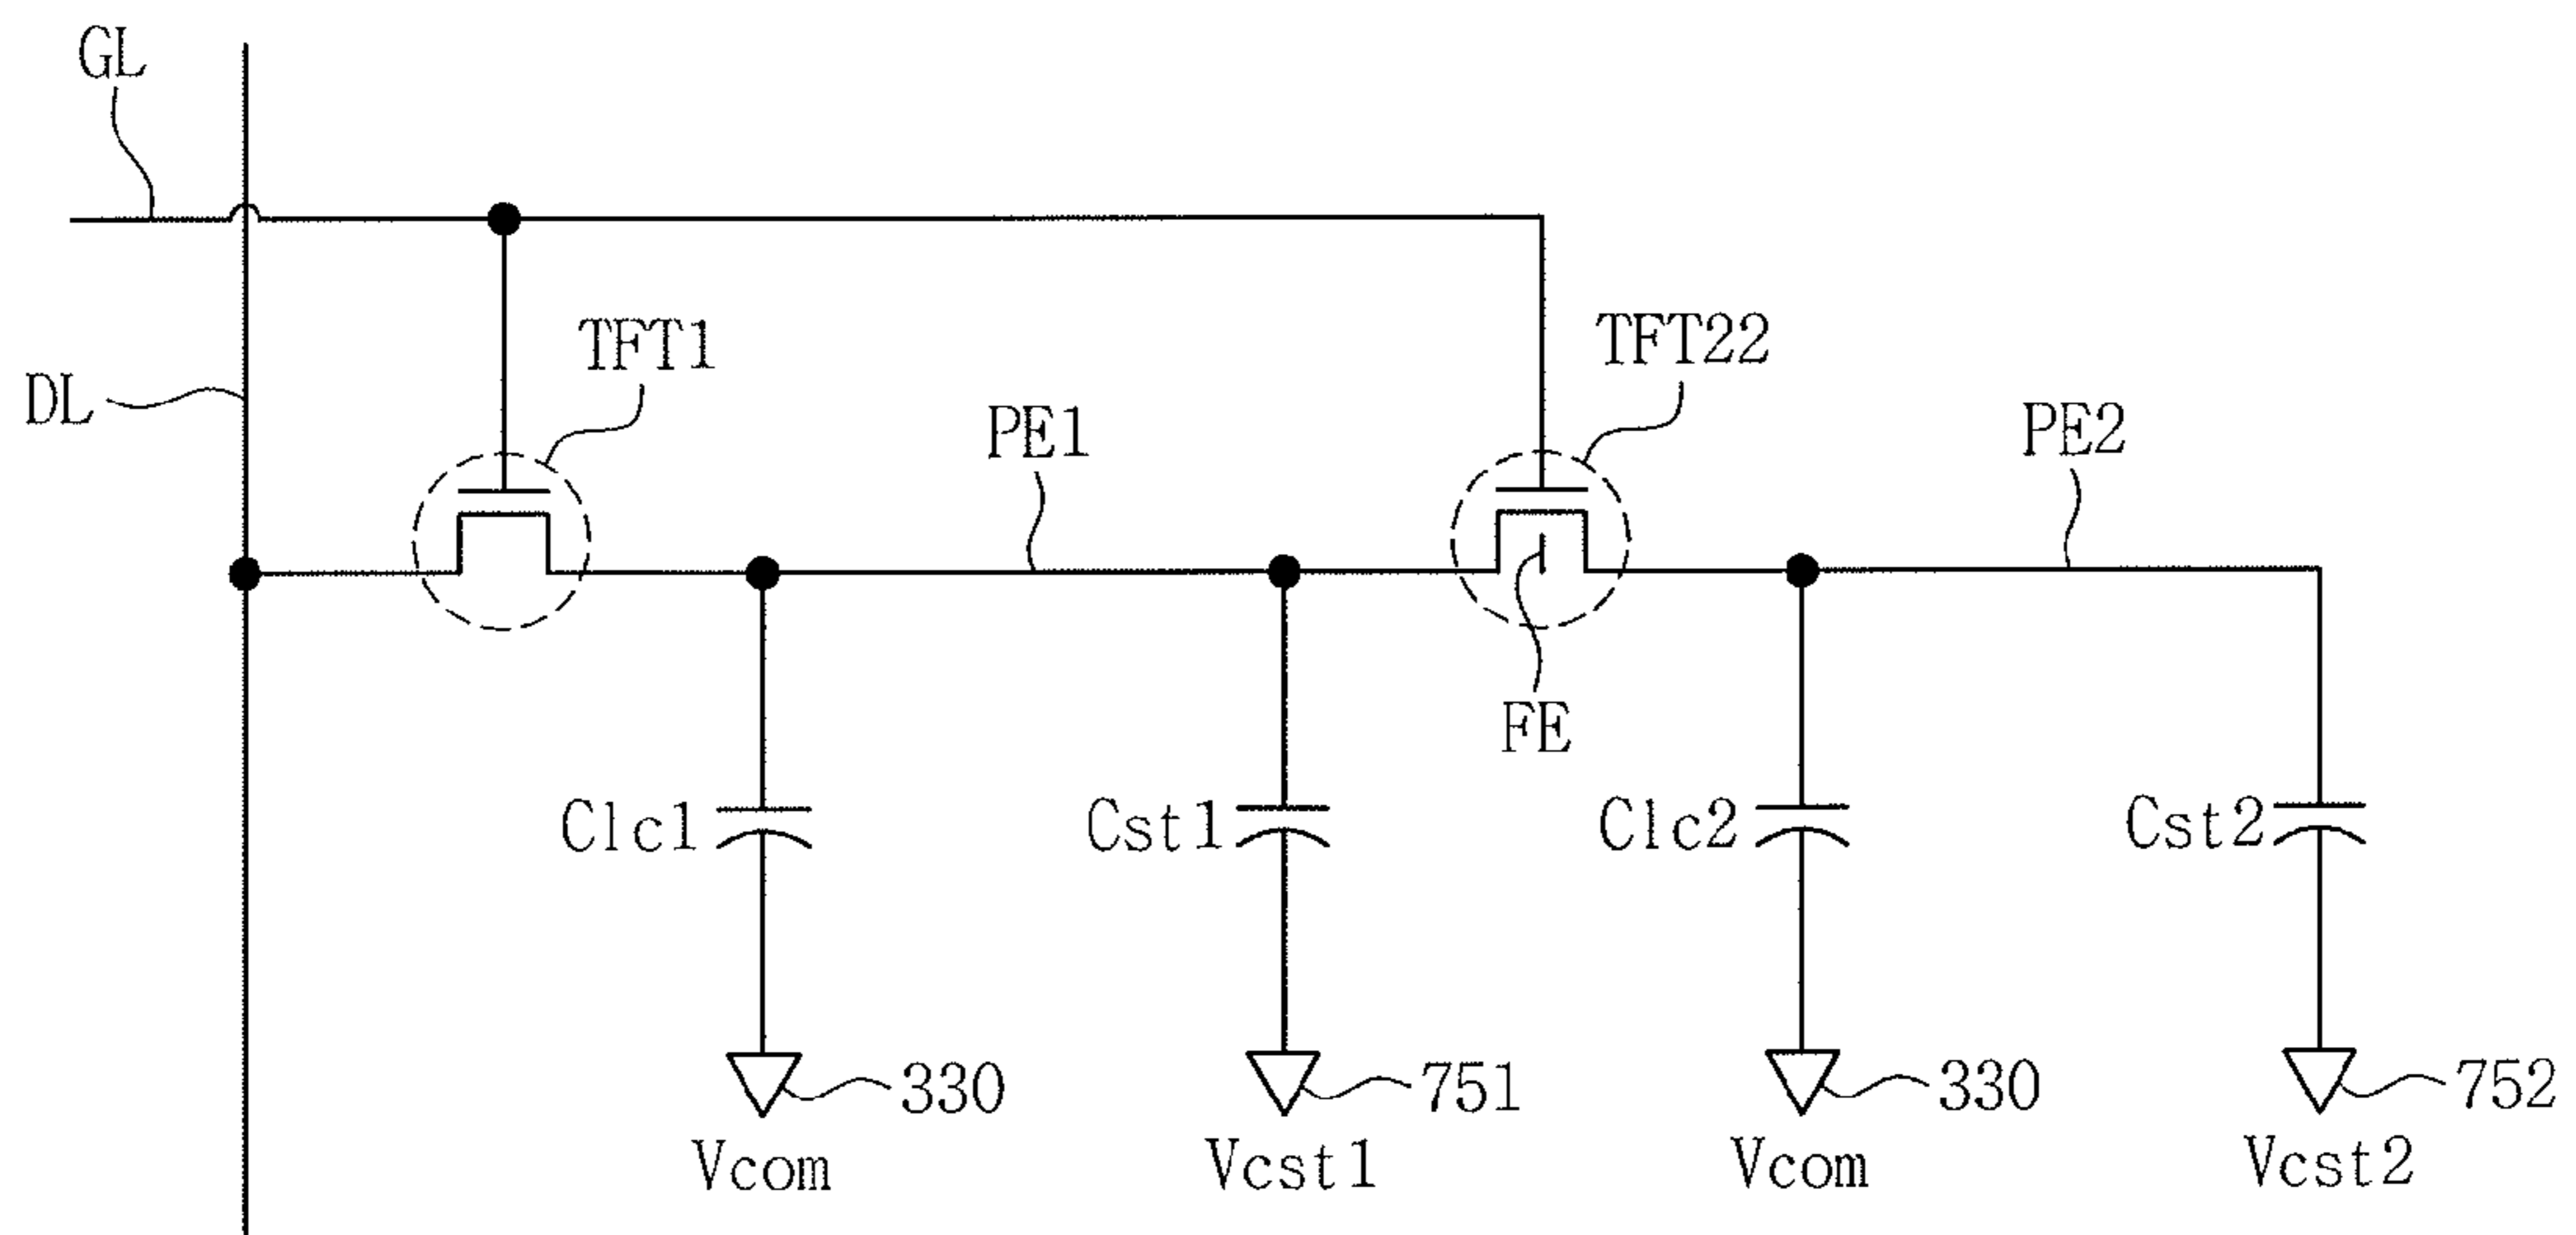 GL
DL
TFT1
PE1
TFT22
PE2
FE
Clc1
Cst1
Clc2
Cst2
330
751
330
752
Vcom
Vcst1
Vcom
Vcst2